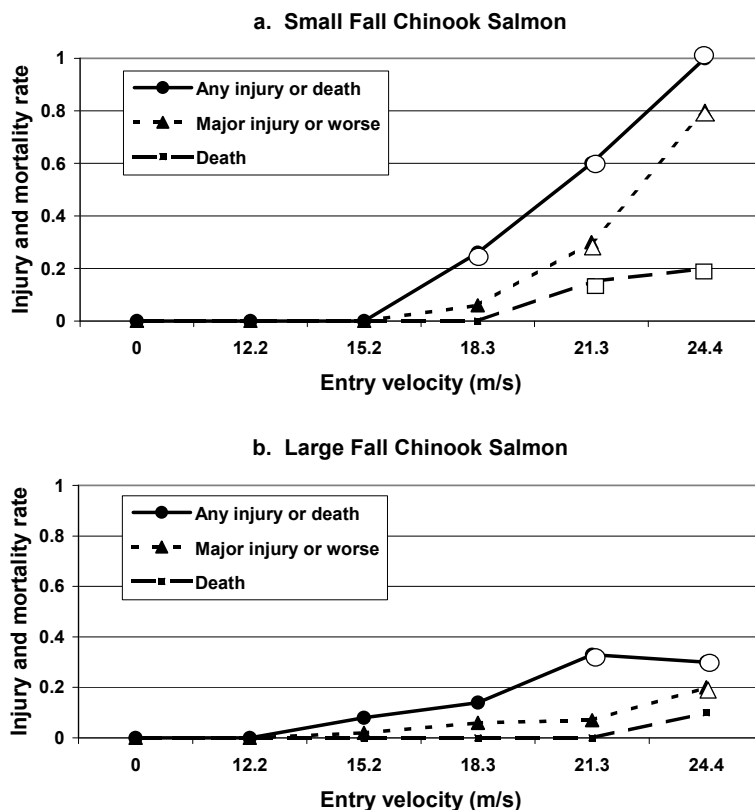 a. Small Fall Chinook Salmon
1
0.8
0.6
0.4
0.2
0
Injury and mortality rate
Any injury or death
Major injury or worse
Death
0 12.2 15.2 18.3 21.3 24.4
Entry velocity (m/s)
b. Large Fall Chinook Salmon
1
0.8
0.6
0.4
0.2
0
Injury and mortality rate
Any injury or death
Major injury or worse
Death
0 12.2 15.2 18.3 21.3 24.4
Entry velocity (m/s)